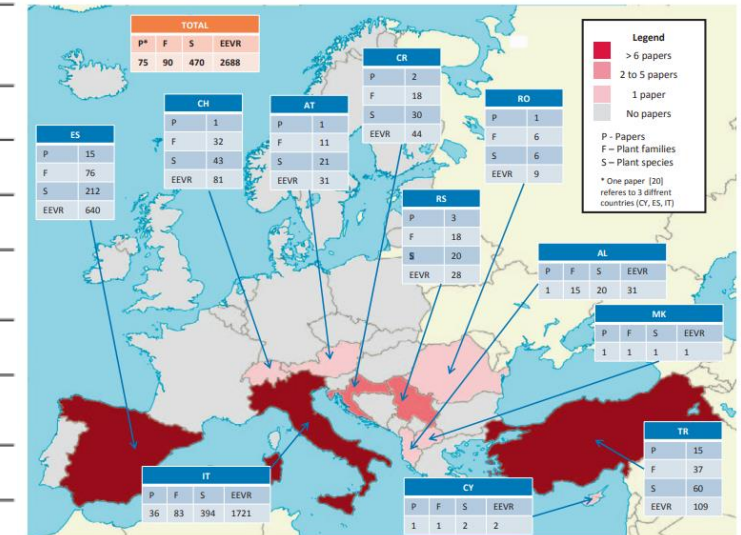 TOTAL
P* F S EEVR
75 90 470 2688
CR
P 2
F 18
S 30
EEVR 44
Legend
> 6 papers
2 to 5 papers
1 paper
No papers
P - Papers
F – Plant families
S – Plant species
* One paper [20]
referes to 3 diffrent
countries (CY, ES, IT)
CH
P 1
F 32
S 43
EEVR 81
AT
P 1
F 11
S 21
EEVR 31
RO
P 1
F 6
S 6
EEVR 9
ES
P 15
F 76
S 212
EEVR 640
RS
P 3
F 18
S 20
EEVR 28
AL
P F S EEVR
1 15 20 31
MK
P F S EEVR
1 1 1 1
TR
P 15
F 37
S 60
EEVR 109
IT
P F S EEVR
36 83 394 1721
CY
P F S EEVR
1 1 2 2